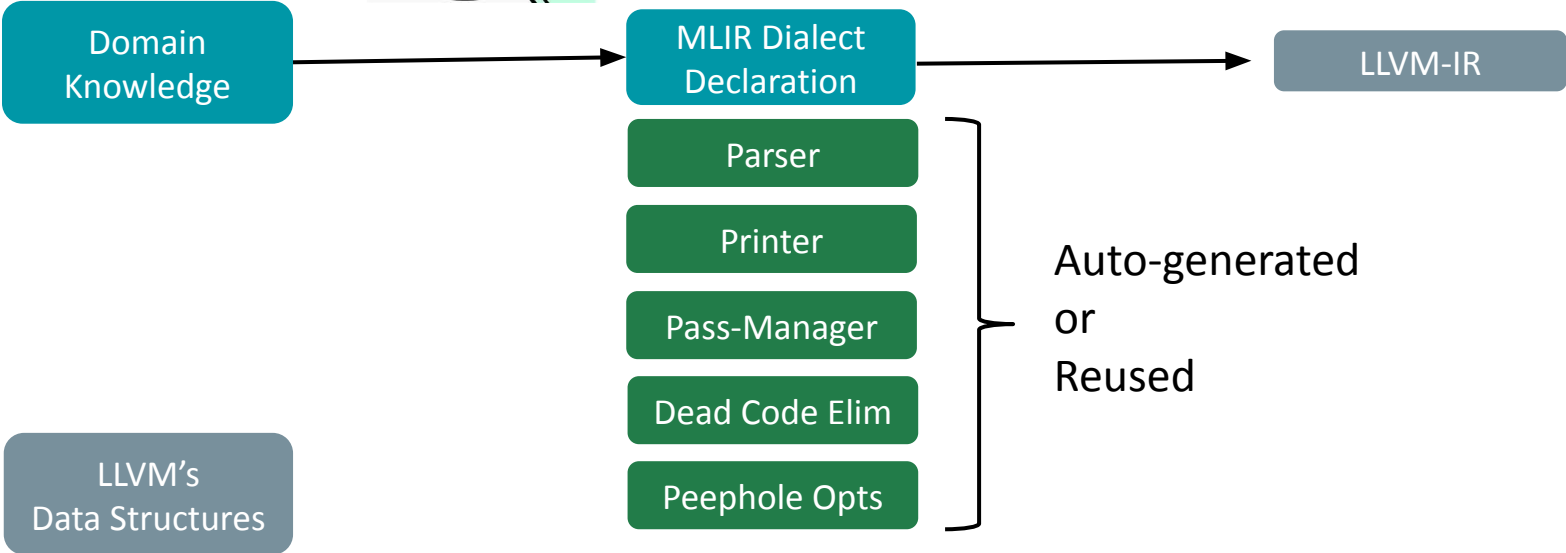 Domain
Knowledge
MLIR Dialect
Declaration
LLVM-IR
Parser
Printer
Pass-Manager
Dead Code Elim
Peephole Opts
Auto-generated
or
Reused
LLVM’s
Data Structures